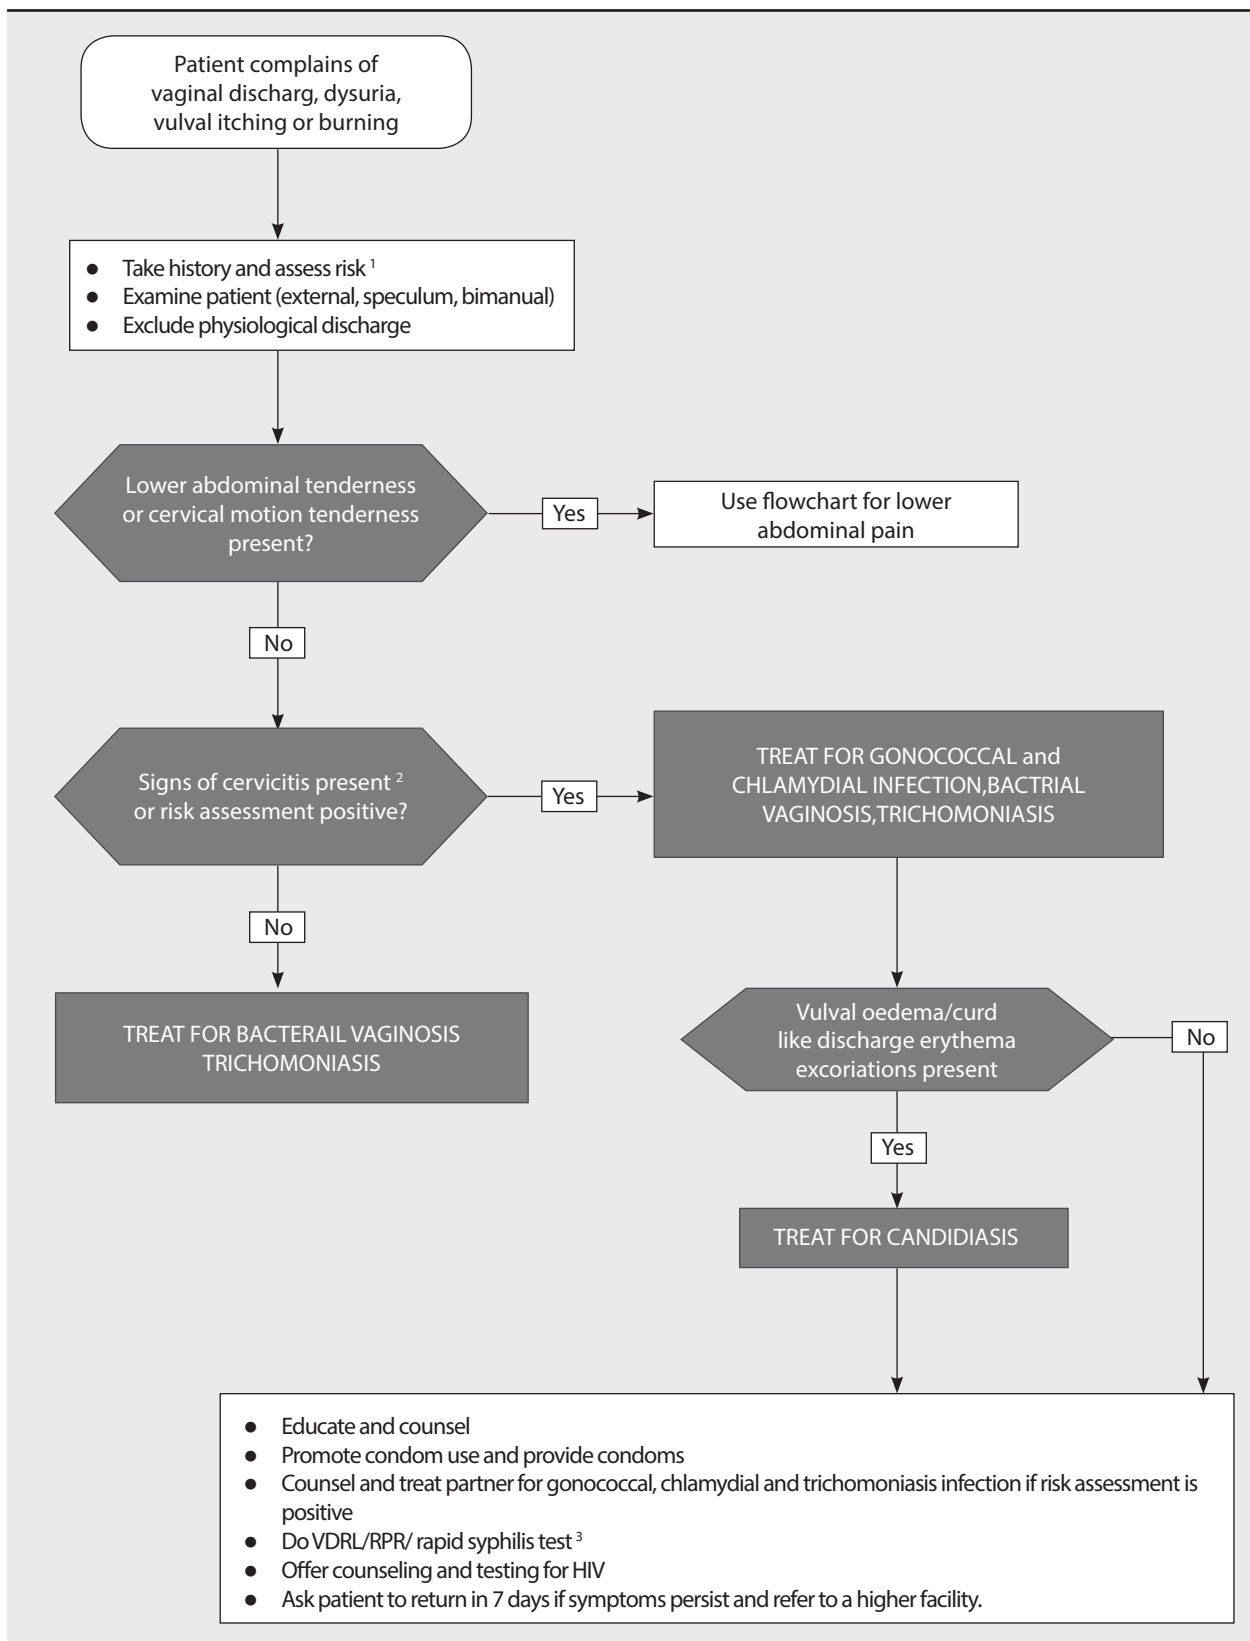 Patient complains of
vaginal discharg, dysuria,
vulval itching or burning
● Take history and assess risk 1
● Examine patient (external, speculum, bimanual)
● Exclude physiological discharge
Lower abdominal tenderness
or cervical motion tenderness
present?
Yes
Use flowchart for lower
abdominal pain
No
Signs of cervicitis present 2
or risk assessment positive?
Yes
TREAT FOR GONOCOCCAL and
CHLAMYDIAL INFECTION,BACTRIAL
VAGINOSIS,TRICHOMONIASIS
No
TREAT FOR BACTERAIL VAGINOSIS
TRICHOMONIASIS
Vulval oedema/curd
like discharge erythema
excoriations present
No
Yes
TREAT FOR CANDIDIASIS
● Educate and counsel
● Promote condom use and provide condoms
● Counsel and treat partner for gonococcal, chlamydial and trichomoniasis infection if risk assessment is
positive
● Do VDRL/RPR/ rapid syphilis test 3
● Offer counseling and testing for HIV
● Ask patient to return in 7 days if symptoms persist and refer to a higher facility.